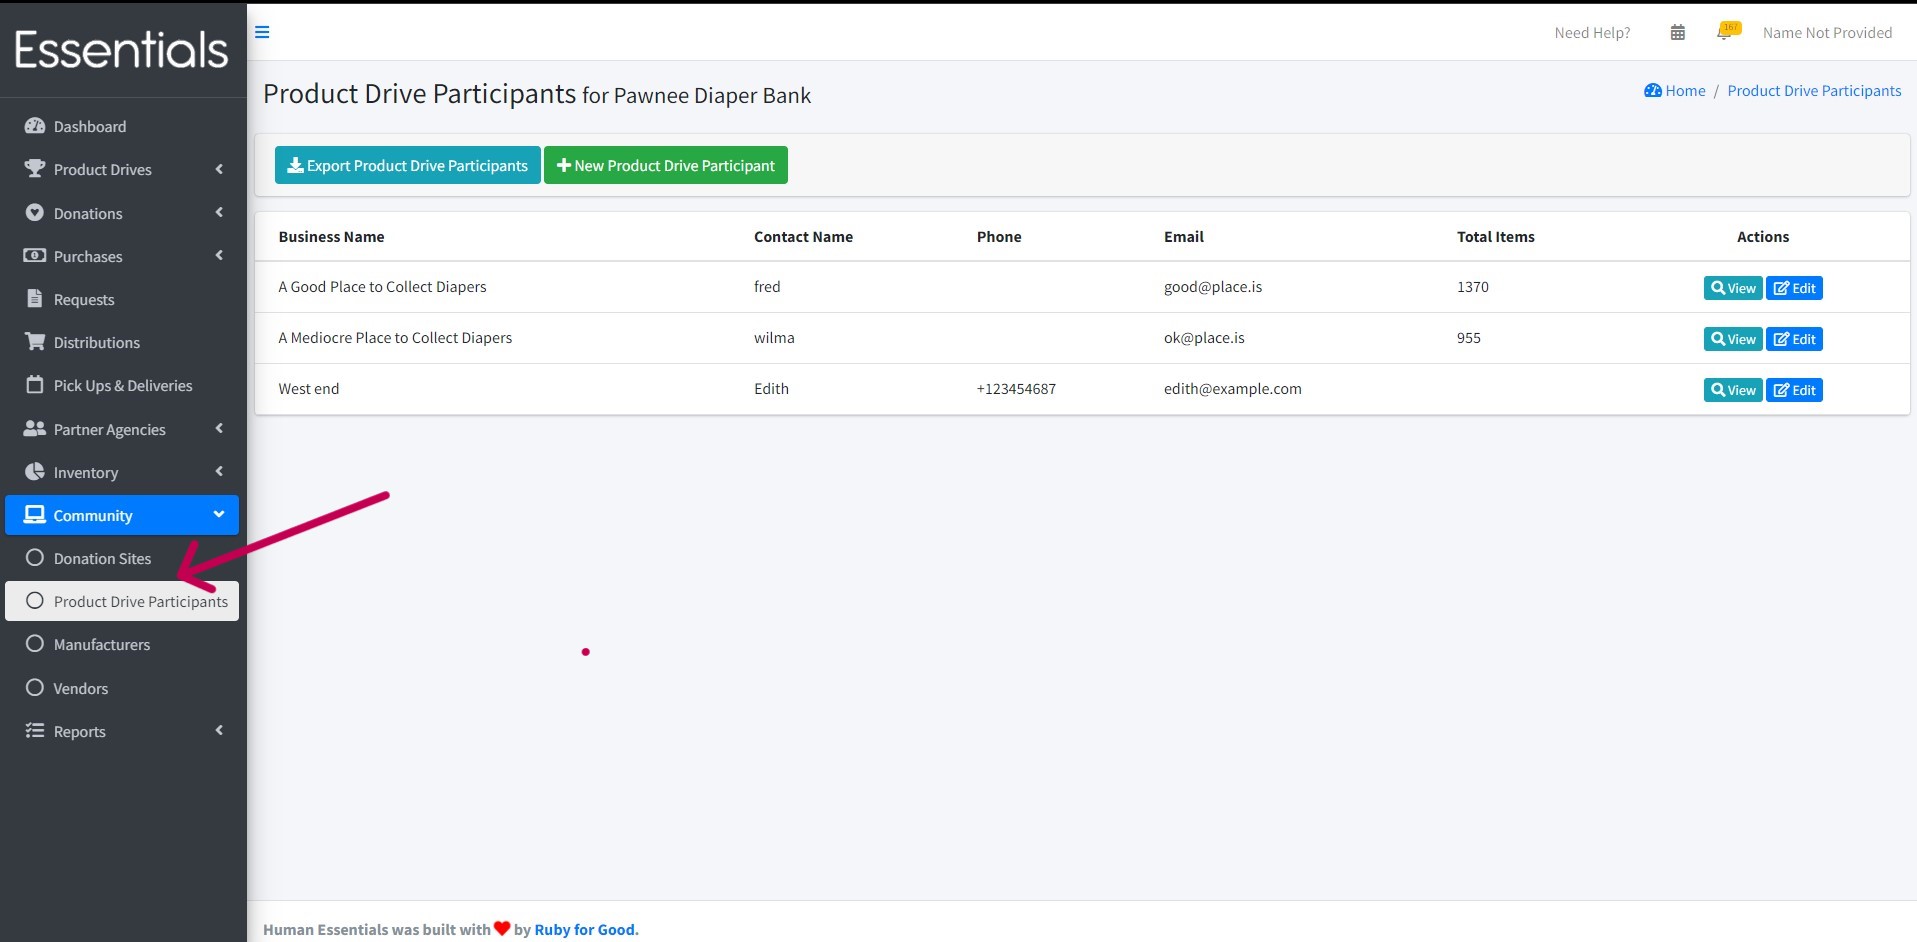 Essentials
Need Help?
167
Name Not Provided
Product Drive Participants for Pawnee Diaper Bank
Home / Product Drive Participants
Export Product Drive Participants
New Product Drive Participant
Dashboard
Product Drives
Donations
Purchases
Requests
Distributions
Pick Ups & Deliveries
Partner Agencies
Inventory
Community
Donation Sites
Product Drive Participants
Manufacturers
Vendors
Reports
Business Name Contact Name Phone Email Total Items Actions
A Good Place to Collect Diapers fred good@place.is 1370 View Edit
A Mediocre Place to Collect Diapers wilma ok@place.is 955 View Edit
West end Edith +123454687 edith@example.com View Edit
Human Essentials was built with by Ruby for Good.